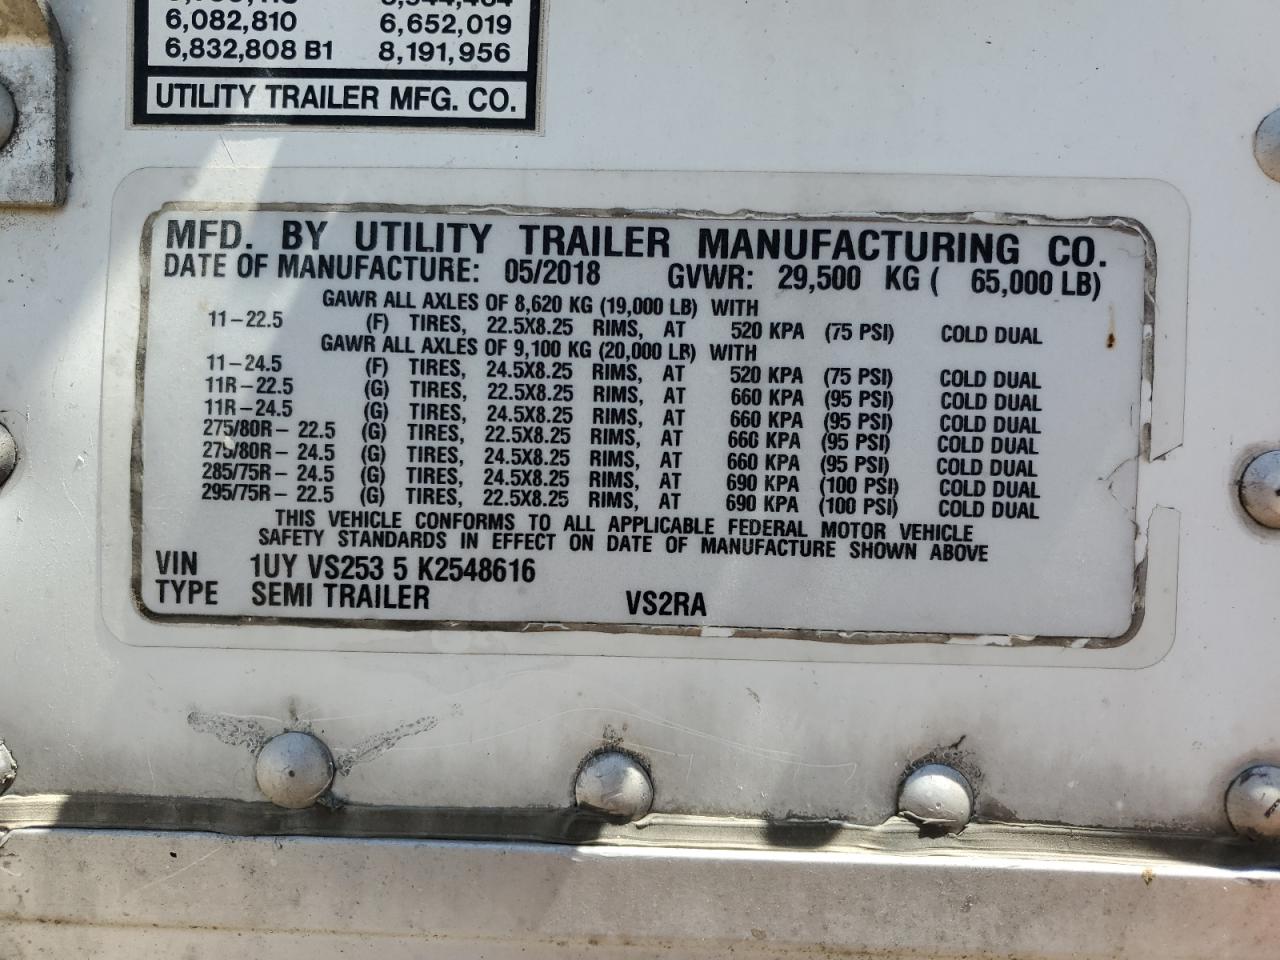 6,082,810 6,652,019
6,832,808 B1 8,191,956
UTILITY TRAILER MFG. CO.
MFD. BY UTILITY TRAILER MANUFACTURING CO.
DATE OF MANUFACTURE: 05/2018 GVWR: 29,500 KG ( 65,000 LB)
GAWR ALL AXLES OF 8,620 KG (19,000 LB) WITH
11-22.5 (F) TIRES, 22.5X8.25 RIMS, AT 520 KPA (75 PSI) COLD DUAL
GAWR ALL AXLES OF 9,100 KG (20,000 LB) WITH
11-24.5 (F) TIRES, 24.5X8.25 RIMS, AT 520 KPA (75 PSI) COLD DUAL
11R-22.5 (G) TIRES, 22.5X8.25 RIMS, AT 660 KPA (95 PSI) COLD DUAL
11R-24.5 (G) TIRES, 24.5X8.25 RIMS, AT 660 KPA (95 PSI) COLD DUAL
275/80R-22.5 (G) TIRES, 22.5X8.25 RIMS, AT 660 KPA (95 PSI) COLD DUAL
275/80R-24.5 (G) TIRES, 24.5X8.25 RIMS, AT 660 KPA (95 PSI) COLD DUAL
285/75R-24.5 (G) TIRES, 24.5X8.25 RIMS, AT 690 KPA (100 PSI) COLD DUAL
295/75R-22.5 (G) TIRES, 22.5X8.25 RIMS, AT 690 KPA (100 PSI) COLD DUAL
THIS VEHICLE CONFORMS TO ALL APPLICABLE FEDERAL MOTOR VEHICLE
SAFETY STANDARDS IN EFFECT ON DATE OF MANUFACTURE SHOWN ABOVE
VIN 1UY VS253 5 K2548616
TYPE SEMI TRAILER VS2RA